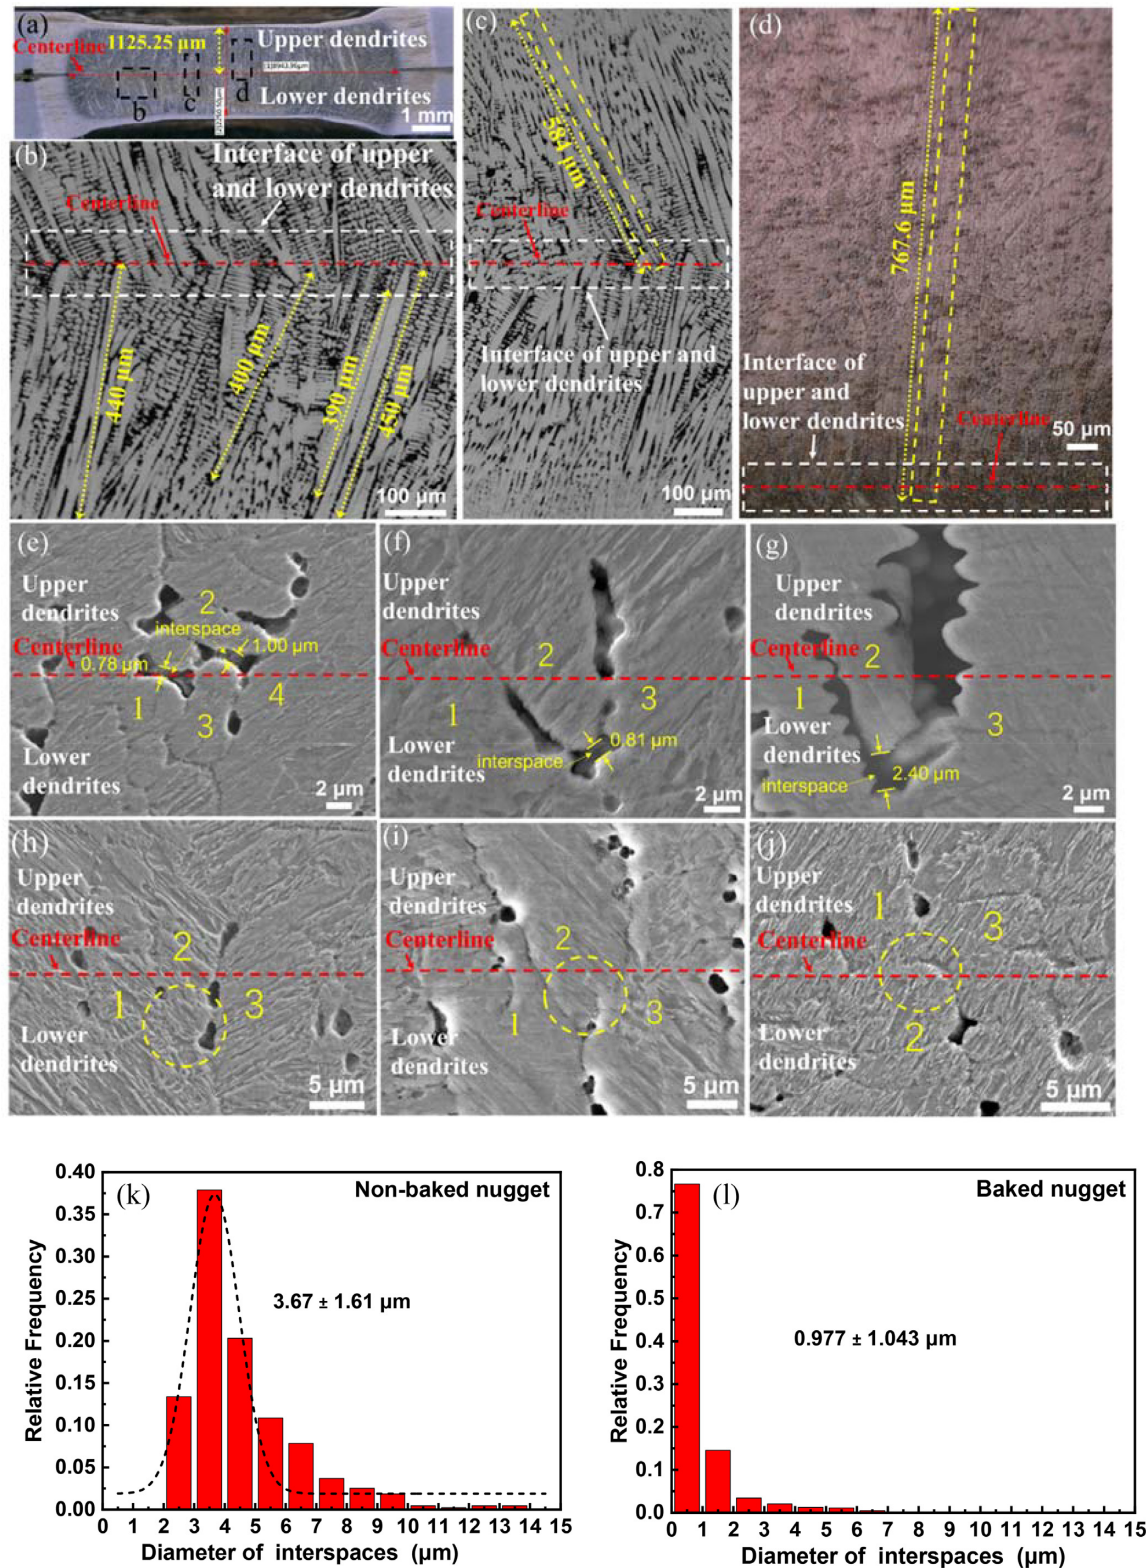 (a)
1125.25 μm
Upper dendrites
Centerline
Lower dendrites
b
c
d
1 mm
(b)
Interface of upper
and lower dendrites
Centerline
440 μm
400 μm
390 μm
450 μm
100 μm
(c)
584 μm
Centerline
Interface of upper and
lower dendrites
100 μm
(d)
767.6 μm
Interface of
upper and
lower dendrites
Centerline
50 μm
(e)
Upper
dendrites
2
interspace
1.00 μm
Centerline
0.78 μm
1
3
4
Lower
dendrites
2 μm
(f)
Upper
dendrites
Centerline
2
1
3
Lower
dendrites
0.81 μm
interspace
2 μm
(g)
Upper
dendrites
Centerline
2
1
3
Lower
dendrites
interspace
2.40 μm
2 μm
(h)
Upper
dendrites
Centerline
2
1
3
Lower
dendrites
5 μm
(i)
Upper
dendrites
Centerline
2
1
3
Lower
dendrites
5 μm
(j)
Upper
dendrites
1
3
Centerline
2
Lower
dendrites
5 μm
(k)
Non-baked nugget
3.67 ± 1.61 μm
Relative Frequency
0.40
0.35
0.30
0.25
0.20
0.15
0.10
0.05
0.00
0 1 2 3 4 5 6 7 8 9 10 11 12 13 14 15
Diameter of interspaces (μm)
(l)
Baked nugget
0.977 ± 1.043 μm
Relative Frequency
0.8
0.7
0.6
0.5
0.4
0.3
0.2
0.1
0.0
0 1 2 3 4 5 6 7 8 9 10 11 12 13 14 15
Diameter of interspaces (μm)